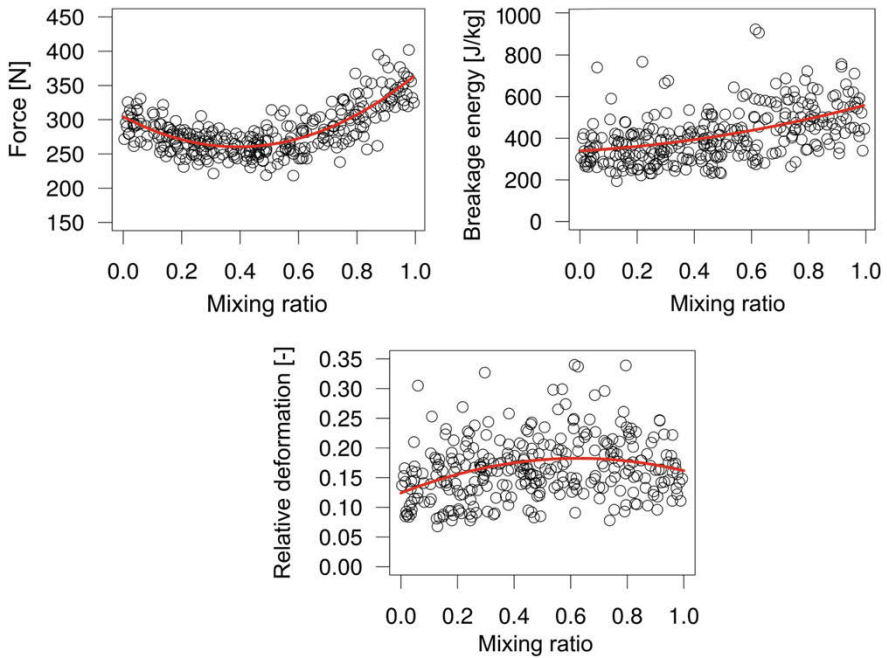 Force [N]
450
400
350
300
250
200
150
0.0 0.2 0.4 0.6 0.8 1.0
Mixing ratio
Breakage energy [J/kg]
1000
800
600
400
200
0
0.0 0.2 0.4 0.6 0.8 1.0
Mixing ratio
Relative deformation [-]
0.35
0.30
0.25
0.20
0.15
0.10
0.05
0.00
0.0 0.2 0.4 0.6 0.8 1.0
Mixing ratio